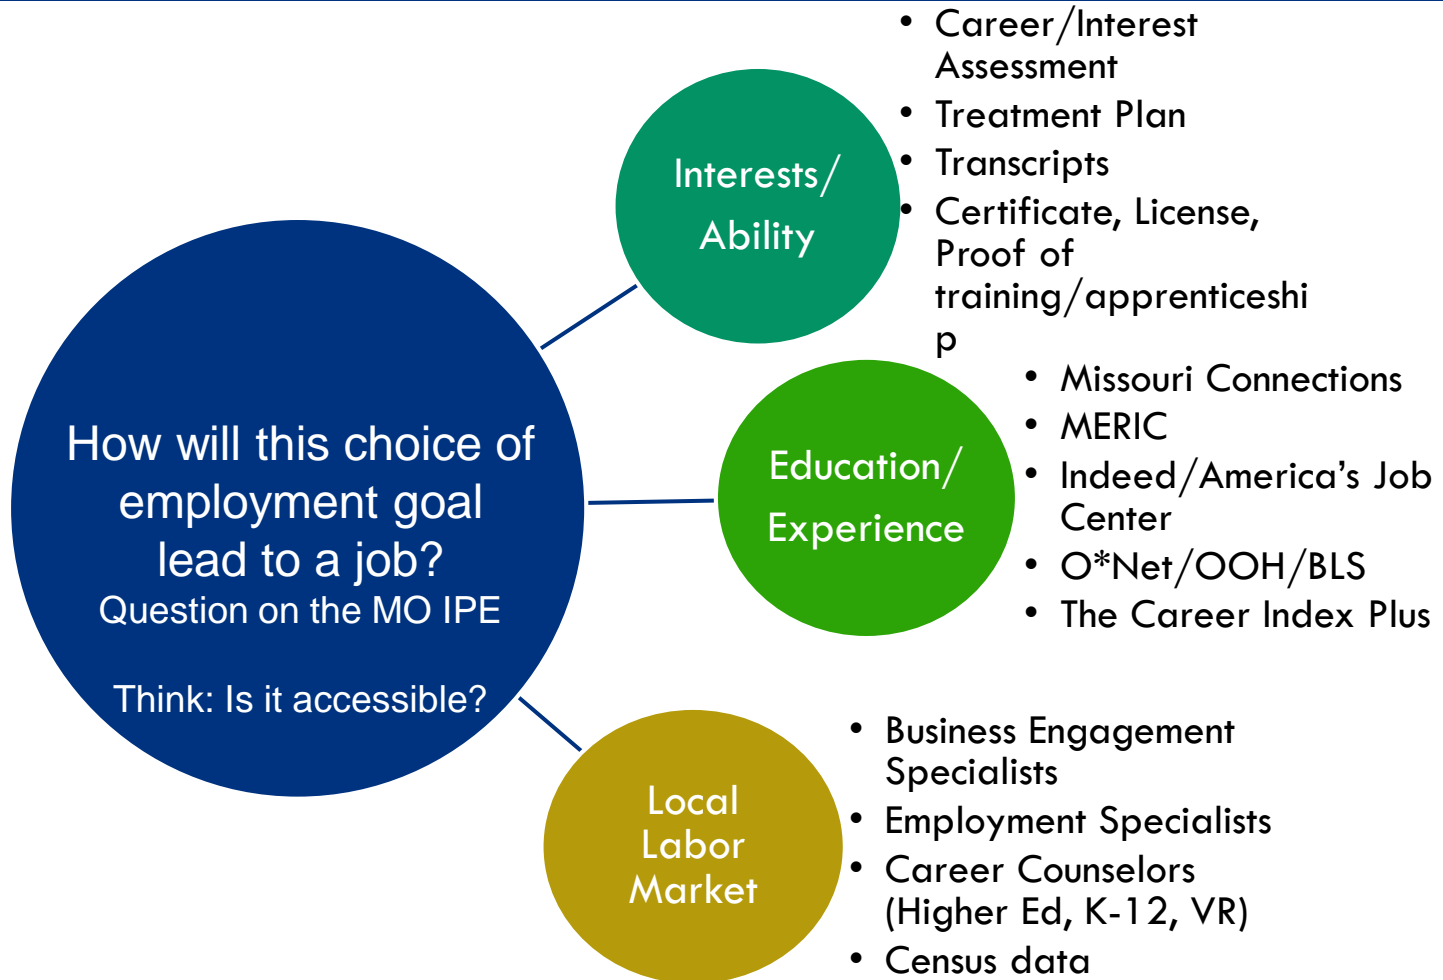 How will this choice of
employment goal
lead to a job?
Question on the MO IPE
Think: Is it accessible?
Interests/
Ability
• Career/Interest
Assessment
• Treatment Plan
• Transcripts
• Certificate, License,
Proof of
training/apprenticeshi
p
Education/
Experience
• Missouri Connections
• MERIC
• Indeed/America’s Job
Center
• O*Net/OOH/BLS
• The Career Index Plus
Local
Labor
Market
• Business Engagement
Specialists
• Employment Specialists
• Career Counselors
(Higher Ed, K-12, VR)
• Census data